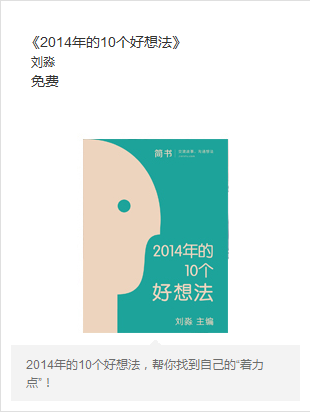 《2014年的10个好想法》
刘淼
免费
简书
2014年的
10个
好想法
刘淼 主编
2014年的10个好想法，帮你找到自己的“着力
点”！